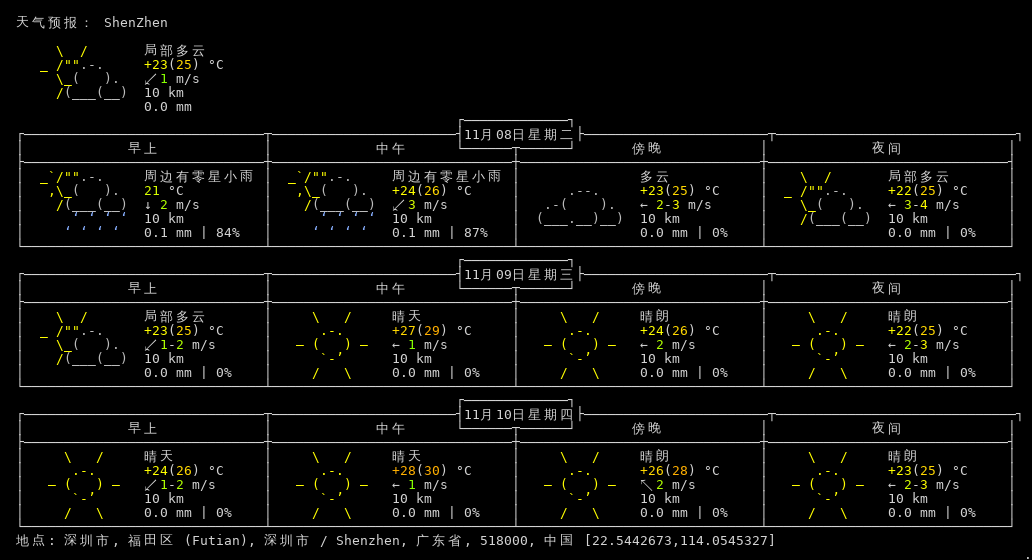 天气预报： ShenZhen
局部多云
+23(25) °C
↙1 m/s
10 km
0.0 mm
11月08日星期二
早上 中午 傍晚 夜间
周边有零星小雨 周边有零星小雨 多云 局部多云
21 °C +24(26) °C +23(25) °C +22(25) °C
↓ 2 m/s ↙3 m/s ← 2-3 m/s ← 3-4 m/s
10 km 10 km 10 km 10 km
0.1 mm | 84% 0.1 mm | 87% 0.0 mm | 0% 0.0 mm | 0%
11月09日星期三
早上 中午 傍晚 夜间
局部多云 晴天 晴朗 晴朗
+23(25) °C +27(29) °C +24(26) °C +22(25) °C
↙1-2 m/s ← 1 m/s ← 2 m/s ← 2-3 m/s
10 km 10 km 10 km 10 km
0.0 mm | 0% 0.0 mm | 0% 0.0 mm | 0% 0.0 mm | 0%
11月10日星期四
早上 中午 傍晚 夜间
晴天 晴天 晴朗 晴朗
+24(26) °C +28(30) °C +26(28) °C +23(25) °C
↙1-2 m/s ← 1 m/s ↖2 m/s ← 2-3 m/s
10 km 10 km 10 km 10 km
0.0 mm | 0% 0.0 mm | 0% 0.0 mm | 0% 0.0 mm | 0%
地点: 深圳市, 福田区 (Futian), 深圳市 / Shenzhen, 广东省, 518000, 中国 [22.5442673,114.0545327]